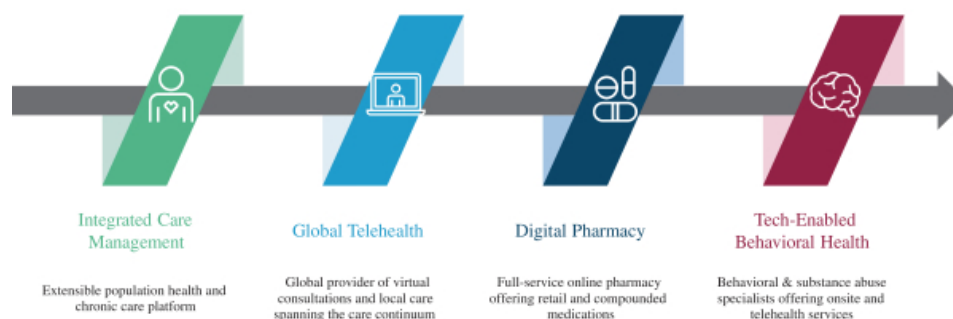 Integrated Care
Management
Extensible population health and
chronic care platform
Global Telehealth
Global provider of virtual
consultations and local care
spanning the care continuum
Digital Pharmacy
Full-service online pharmacy
offering retail and compounded
medications
Tech-Enabled
Behavioral Health
Behavioral & substance abuse
specialists offering onsite and
telehealth services